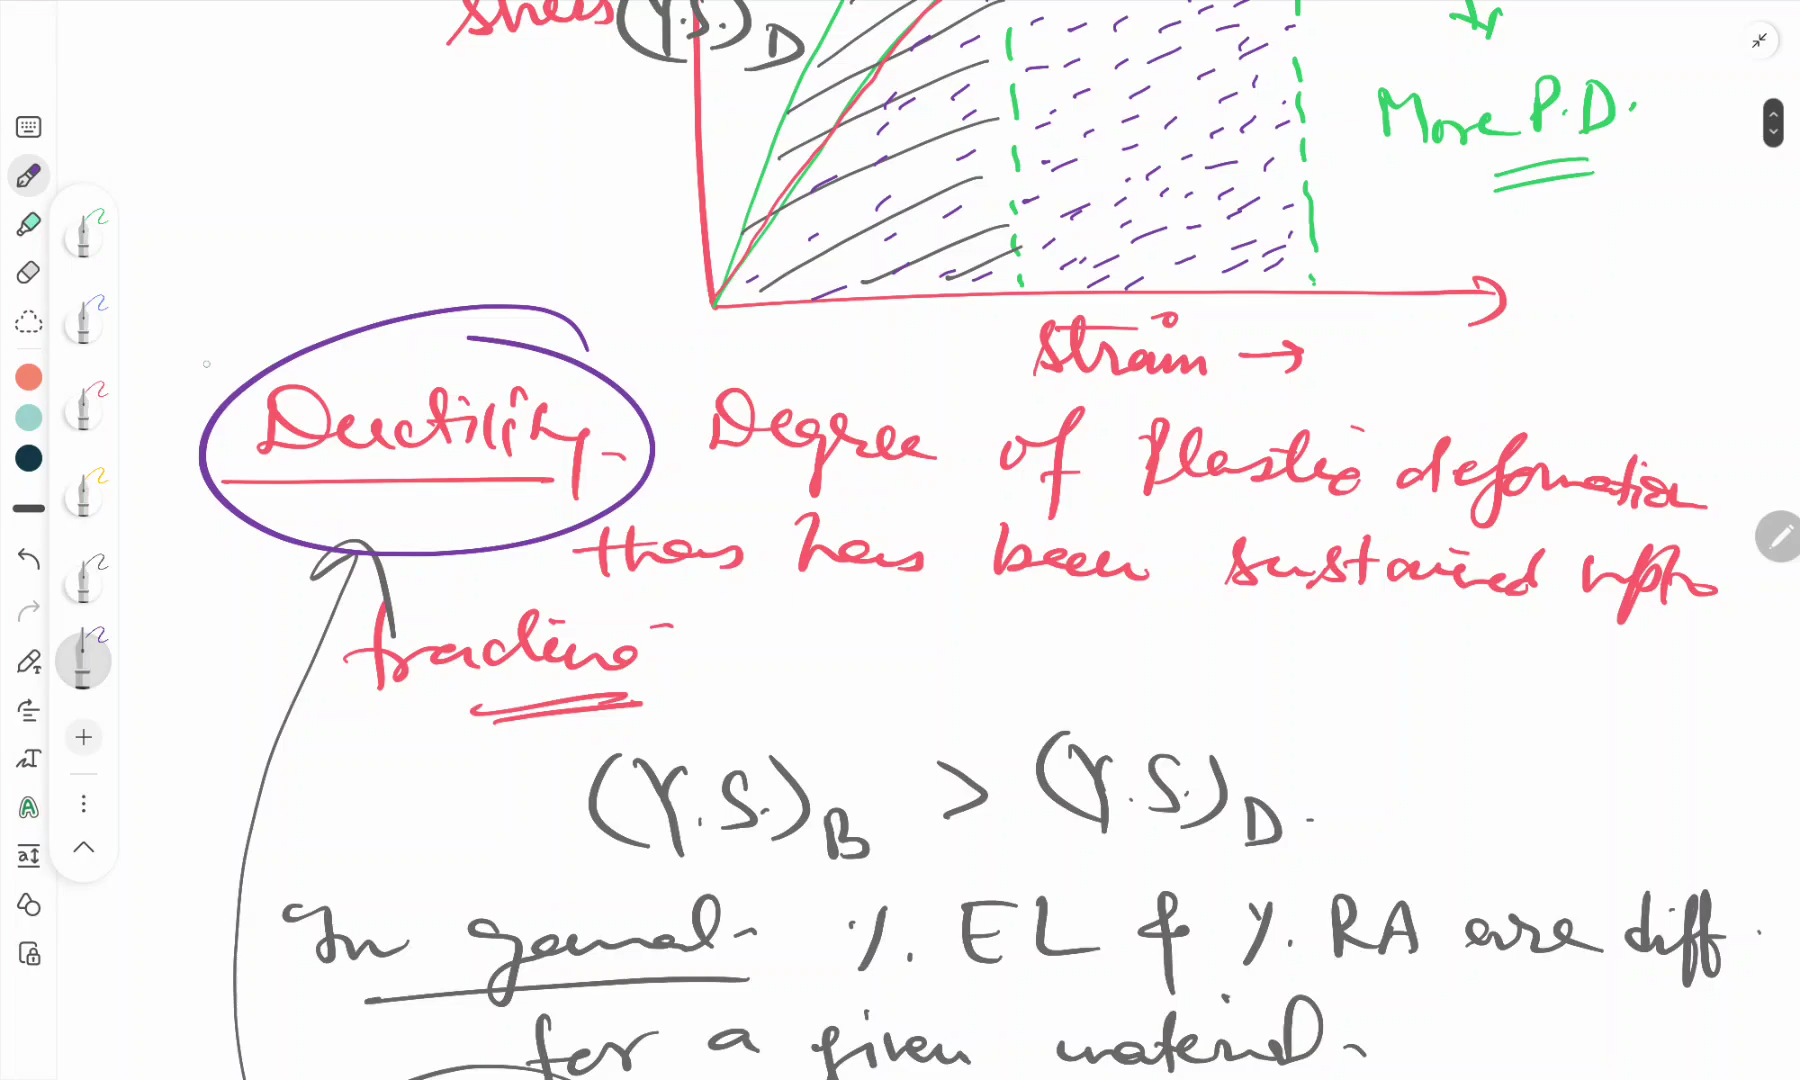 stress (Y.S.)D
More P.D.
strain →
Ductility - Degree of Plastic deformation
thas has been sustained upto
fracture -
(Y.S.)B > (Y.S.)D.
In general - %. EL & %. RA are diff.
for a given material -